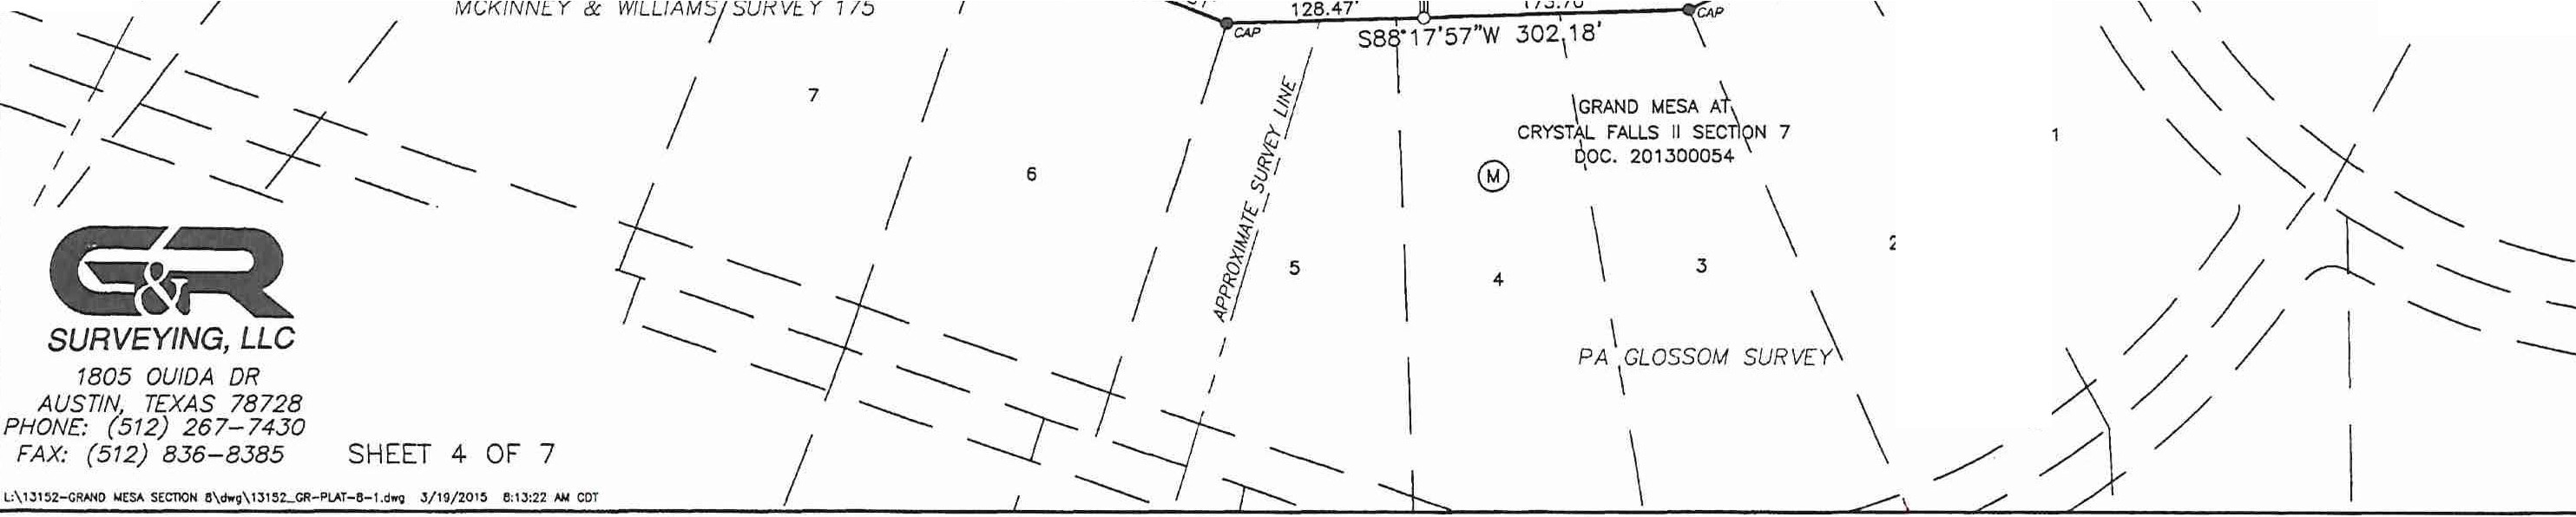 MCKINNEY & WILLIAMS SURVEY 175
128.47'
173.70'
CAP
CAP
S88°17'57"W 302.18'
7
APPROXIMATE SURVEY LINE
GRAND MESA AT
CRYSTAL FALLS II SECTION 7
DOC. 201300054
1
6
M
2
5
4
3
PA GLOSSOM SURVEY
G&R
SURVEYING, LLC
1805 OUIDA DR
AUSTIN, TEXAS 78728
PHONE: (512) 267-7430
FAX: (512) 836-8385
SHEET 4 OF 7
L:\13152-GRAND MESA SECTION 8\dwg\13152_GR-PLAT-8-1.dwg 3/19/2015 8:13:22 AM CDT